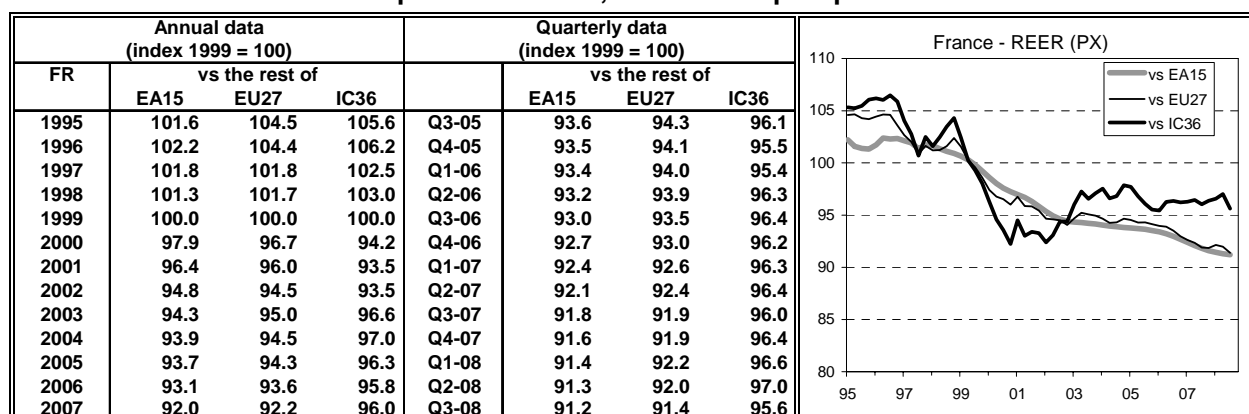 Annual data Quarterly data
(index 1999 = 100) (index 1999 = 100)
FR vs the rest of vs the rest of
EA15 EU27 IC36 EA15 EU27 IC36
1995 101.6 104.5 105.6 Q3-05 93.6 94.3 96.1
1996 102.2 104.4 106.2 Q4-05 93.5 94.1 95.5
1997 101.8 101.8 102.5 Q1-06 93.4 94.0 95.4
1998 101.3 101.7 103.0 Q2-06 93.2 93.9 96.3
1999 100.0 100.0 100.0 Q3-06 93.0 93.5 96.4
2000 97.9 96.7 94.2 Q4-06 92.7 93.0 96.2
2001 96.4 96.0 93.5 Q1-07 92.4 92.6 96.3
2002 94.8 94.5 93.5 Q2-07 92.1 92.4 96.4
2003 94.3 95.0 96.6 Q3-07 91.8 91.9 96.0
2004 93.9 94.5 97.0 Q4-07 91.6 91.9 96.4
2005 93.7 94.3 96.3 Q1-08 91.4 92.2 96.6
2006 93.1 93.6 95.8 Q2-08 91.3 92.0 97.0
2007 92.0 92.2 96.0 Q3-08 91.2 91.4 95.6
France - REER (PX)
110
vs EA15
vs EU27
105
vs IC36
100
95
90
85
80
95 97 99 01 03 05 07